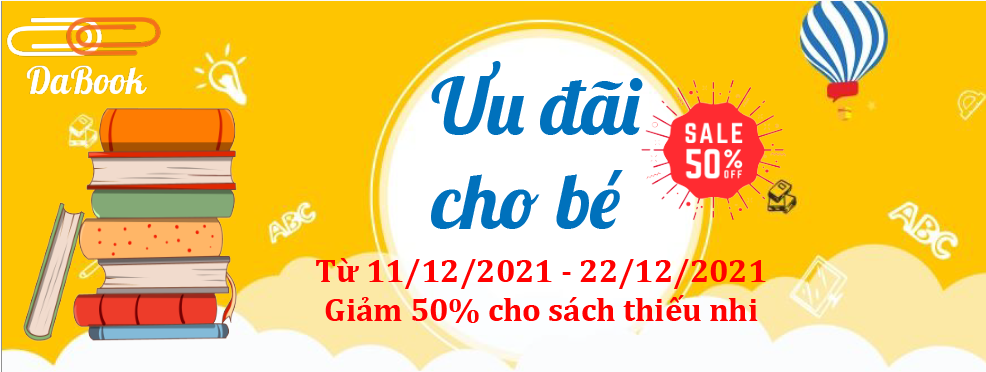 DaBook
Ưu đãi
cho bé
SALE
50%
OFF
Từ 11/12/2021 - 22/12/2021
Giảm 50% cho sách thiếu nhi
ABC
ABC